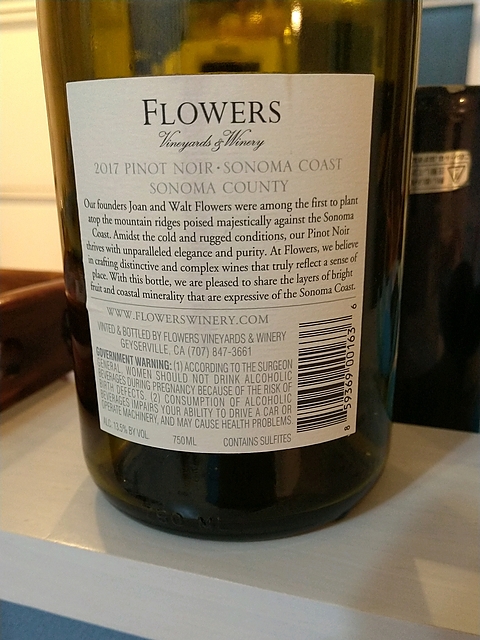 FLOWERS
Vineyards & Winery
2017 PINOT NOIR • SONOMA COAST
SONOMA COUNTY
Our founders Joan and Walt Flowers were among the first to plant
atop the mountain ridges poised majestically against the Sonoma
Coast. Amidst the cold and rugged conditions, our Pinot Noir
thrives with unparalleled elegance and purity. At Flowers, we believe
in crafting distinctive and complex wines that truly reflect a sense of
place. With this bottle, we are pleased to share the layers of bright
fruit and coastal minerality that are expressive of the Sonoma Coast.
WWW.FLOWERSWINERY.COM
VINTED & BOTTLED BY FLOWERS VINEYARDS & WINERY
GEYSERVILLE, CA (707) 847-3661
GOVERNMENT WARNING: (1) ACCORDING TO THE SURGEON
GENERAL, WOMEN SHOULD NOT DRINK ALCOHOLIC
BEVERAGES DURING PREGNANCY BECAUSE OF THE RISK OF
BIRTH DEFECTS. (2) CONSUMPTION OF ALCOHOLIC
BEVERAGES IMPAIRS YOUR ABILITY TO DRIVE A CAR OR
OPERATE MACHINERY, AND MAY CAUSE HEALTH PROBLEMS.
ALC. 13.5% BY VOL. 750ML CONTAINS SULFITES
8 59369 00163 6